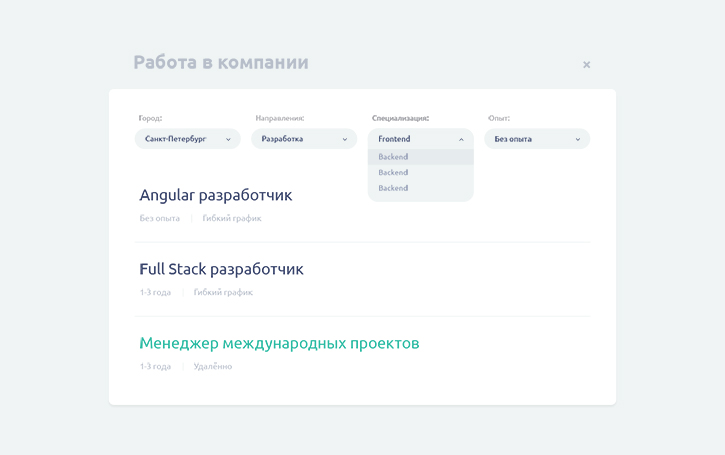 Работа в компании
×
Город:
Направления:
Специализация:
Опыт:
Санкт-Петербург
Разработка
Frontend
Без опыта
Backend
Backend
Backend
Angular разработчик
Без опыта
Гибкий график
Full Stack разработчик
1-3 года
Гибкий график
Менеджер международных проектов
1-3 года
Удалённо